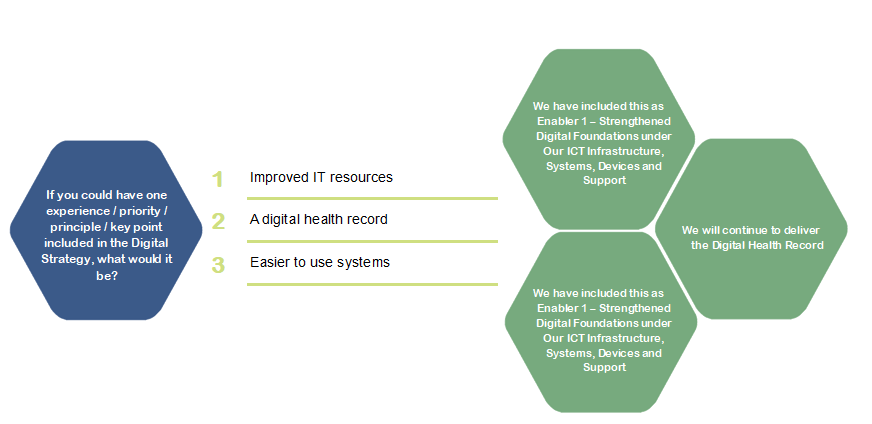 If you could have one
experience / priority /
principle / key point
included in the Digital
Strategy, what would it
be?
1 Improved IT resources
2 A digital health record
3 Easier to use systems
We have included this as
Enabler 1 – Strengthened
Digital Foundations under
Our ICT Infrastructure,
Systems, Devices and
Support
We will continue to deliver
the Digital Health Record
We have included this as
Enabler 1 – Strengthened
Digital Foundations under
Our ICT Infrastructure,
Systems, Devices and
Support